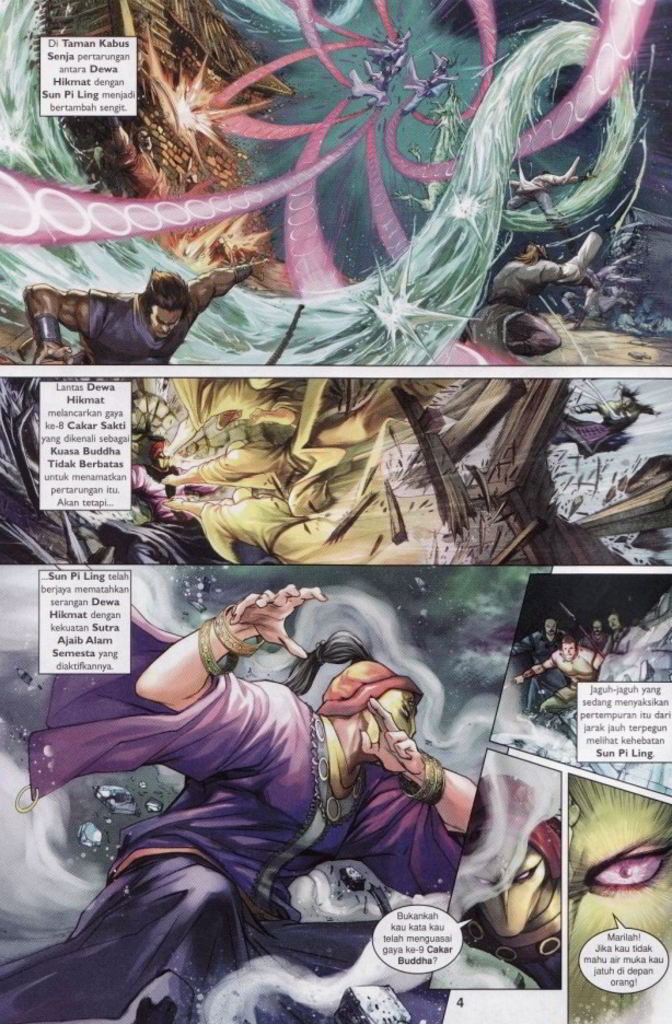 Di Taman Kabus
Senja pertarungan
antara Dewa
Hikmat dengan
Sun Pi Ling menjadi
bertambah sengit.
Lantas Dewa
Hikmat
melancarkan gaya
ke-8 Cakar Sakti
yang dikenali sebagai
Kuasa Buddha
Tidak Berbatas
untuk menamatkan
pertarungan itu.
Akan tetapi...
...Sun Pi Ling telah
berjaya mematahkan
serangan Dewa
Hikmat dengan
kekuatan Sutra
Ajaib Alam
Semesta yang
diaktifkannya.
Jaguh-jaguh yang
sedang menyaksikan
pertempuran itu dari
jarak jauh terpegun
melihat kehebatan
Sun Pi Ling.
Bukankah
kau kata kau
telah menguasai
gaya ke-9 Cakar
Buddha?
Marilah!
Jika kau tidak
mahu air muka kau
jatuh di depan
orang!
4